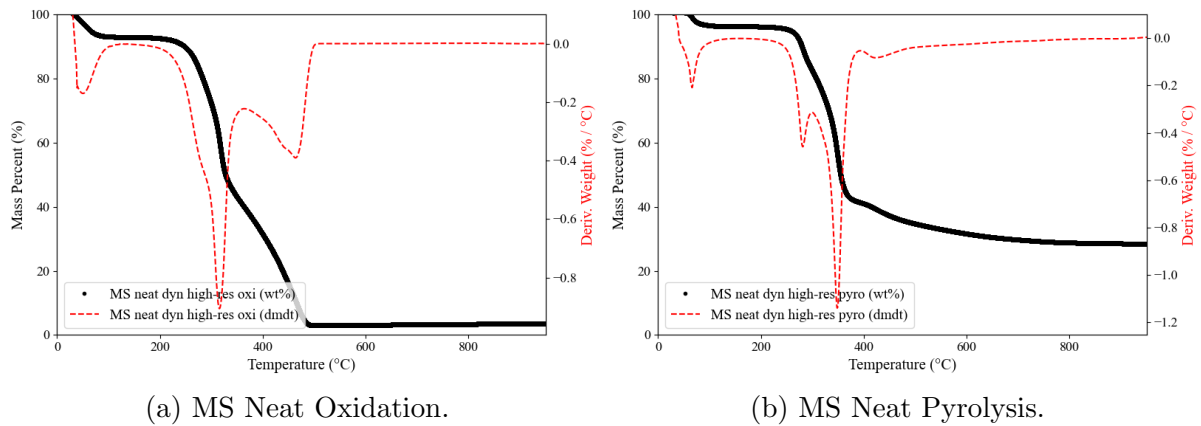 100
80
60
40
20
0
Mass Percent (%)
0.0
−0.2
−0.4
−0.6
−0.8
Deriv. Weight (% / °C)
MS neat dyn high-res oxi (wt%)
MS neat dyn high-res oxi (dmdt)
0 200 400 600 800
Temperature (°C)
(a) MS Neat Oxidation.
100
80
60
40
20
0
Mass Percent (%)
0.0
−0.2
−0.4
−0.6
−0.8
−1.0
−1.2
Deriv. Weight (% / °C)
MS neat dyn high-res pyro (wt%)
MS neat dyn high-res pyro (dmdt)
0 200 400 600 800
Temperature (°C)
(b) MS Neat Pyrolysis.